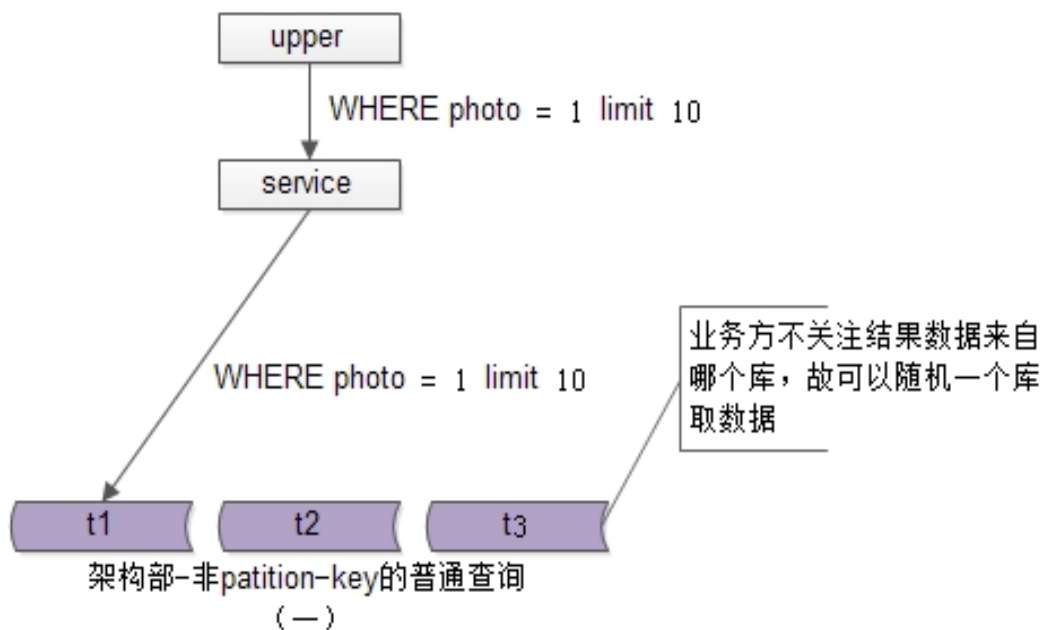 upper
WHERE photo = 1 limit 10
service
WHERE photo = 1 limit 10
业务方不关注结果数据来自
哪个库，故可以随机一个库
取数据
t1
t2
t3
架构部-非patition-key的普通查询
（一）